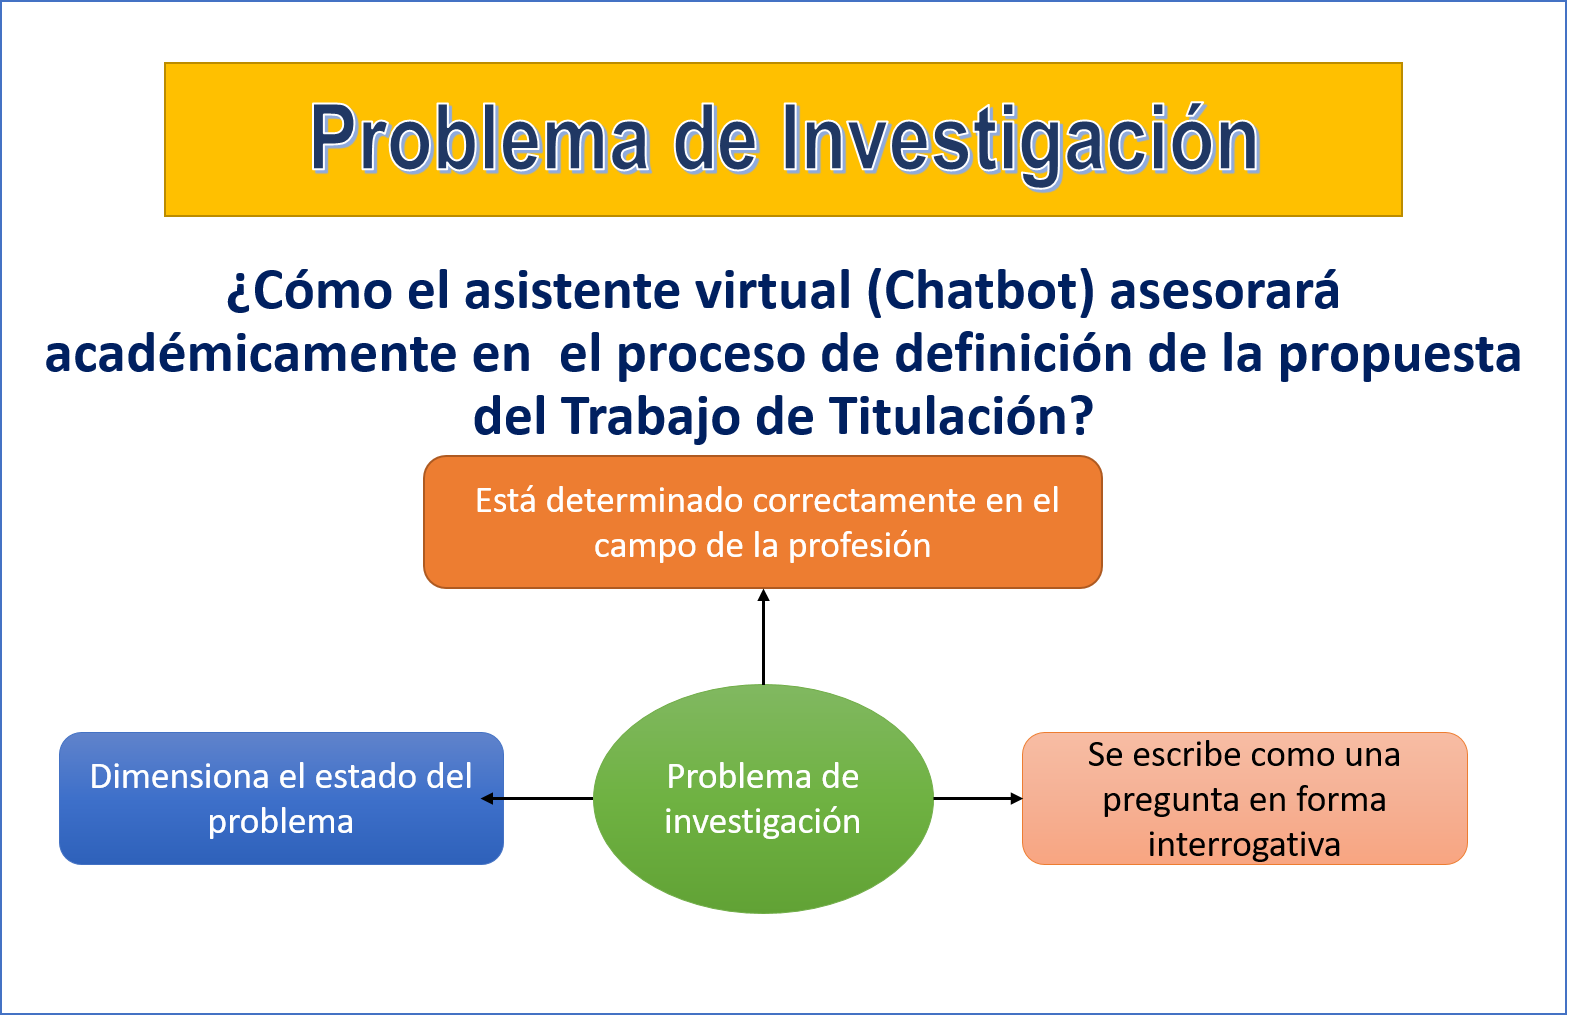 Problema de Investigación
¿Cómo el asistente virtual (Chatbot) asesorará
académicamente en  el proceso de definición de la propuesta
del Trabajo de Titulación?
Está determinado correctamente en el
campo de la profesión
Dimensiona el estado del
problema
Problema de
investigación
Se escribe como una
pregunta en forma
interrogativa